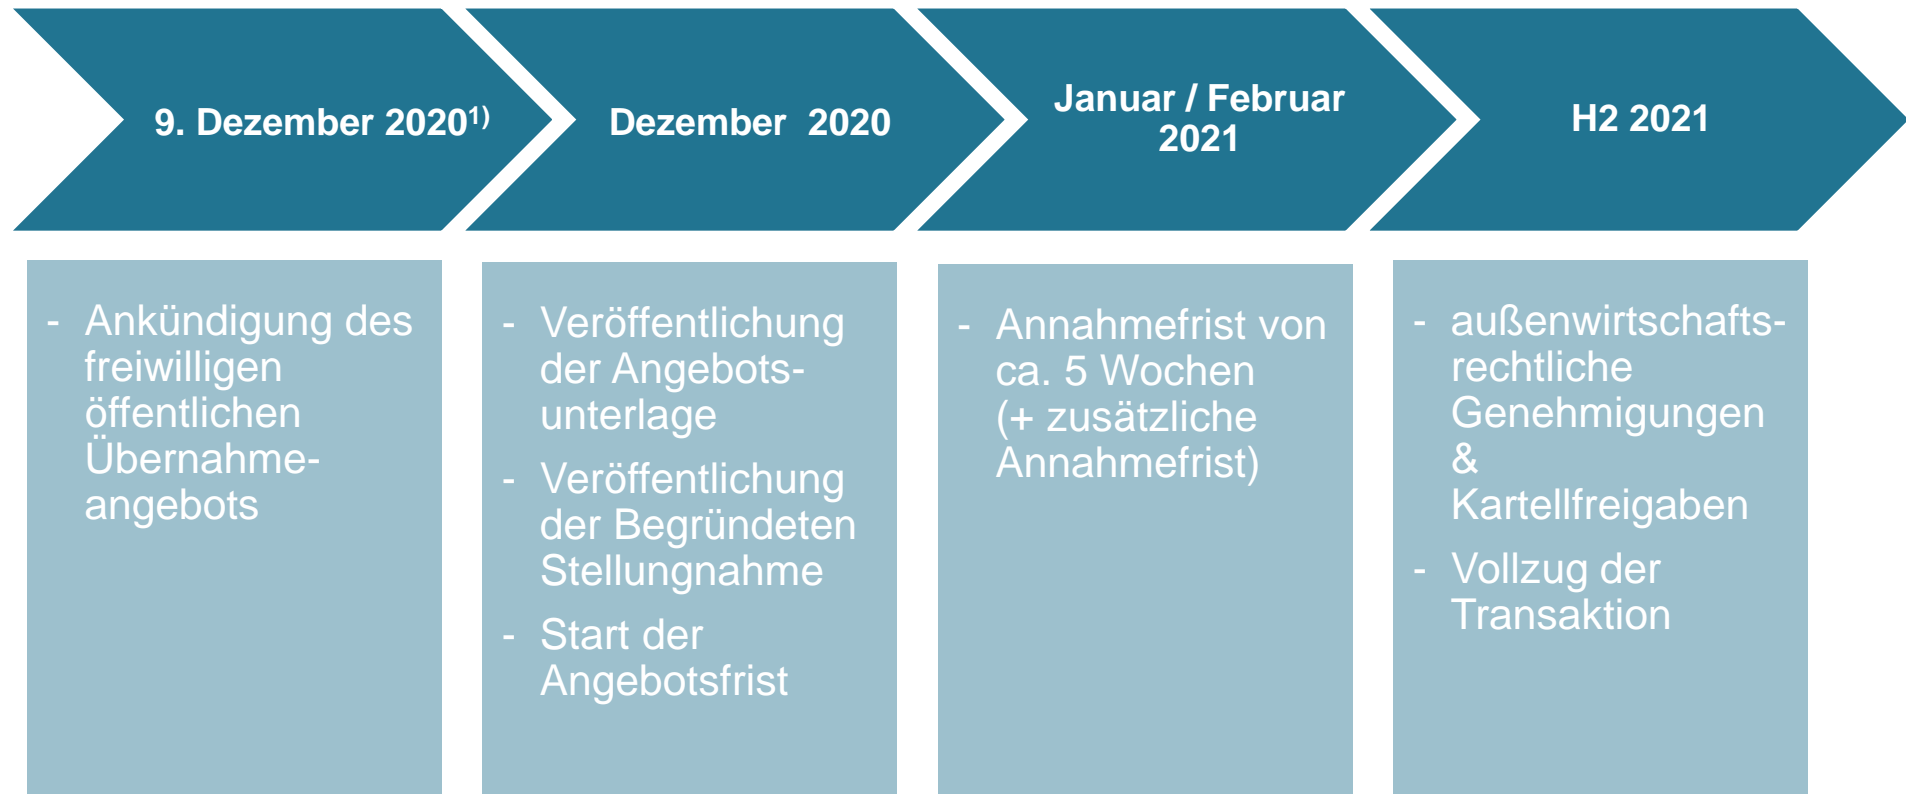 9. Dezember 2020¹⁾
Dezember 2020
Januar / Februar
2021
H2 2021
- Ankündigung des
freiwilligen
öffentlichen
Übernahme-
angebots
- Veröffentlichung
der Angebots-
unterlage
- Veröffentlichung
der Begründeten
Stellungnahme
- Start der
Angebotsfrist
- Annahmefrist von
ca. 5 Wochen
(+ zusätzliche
Annahmefrist)
- außenwirtschafts-
rechtliche
Genehmigungen
&
Kartellfreigaben
- Vollzug der
Transaktion